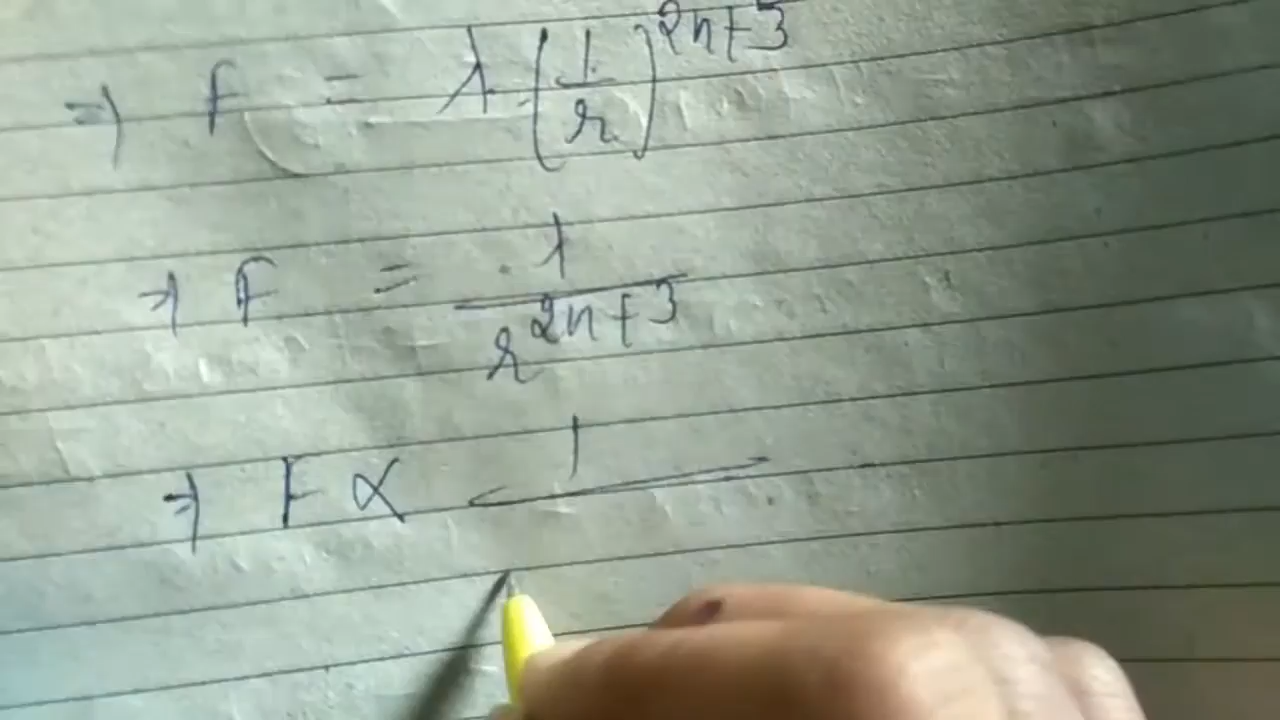 ⇒ F = λ (1/r)^{2n+3}
⇒ F = λ/r^{2n+3}
⇒ F ∝ 1/